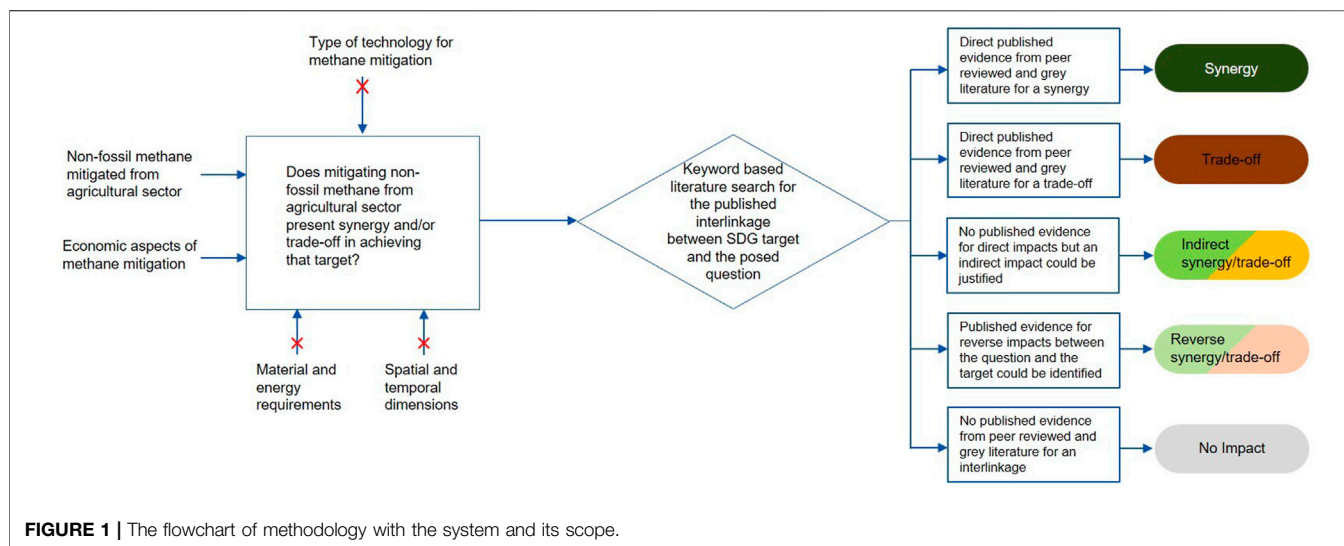 Type of technology for
methane mitigation
Non-fossil methane
mitigated from
agricultural sector
Economic aspects of
methane mitigation
Does mitigating non-
fossil methane from
agricultural sector
present synergy and/or
trade-off in achieving
that target?
Material and
energy
requirements
Spatial and
temporal
dimensions
Keyword based
literature search for
the published
interlinkage
between SDG target
and the posed
question
Direct published
evidence from peer
reviewed and grey
literature for a synergy
Synergy
Direct published
evidence from peer
reviewed and grey
literature for a trade-off
Trade-off
No published evidence
for direct impacts but an
indirect impact could be
justified
Indirect
synergy/trade-off
Published evidence for
reverse impacts between
the question and the
target could be identified
Reverse
synergy/trade-off
No published evidence
from peer reviewed and
grey literature for an
interlinkage
No Impact
FIGURE 1 | The flowchart of methodology with the system and its scope.